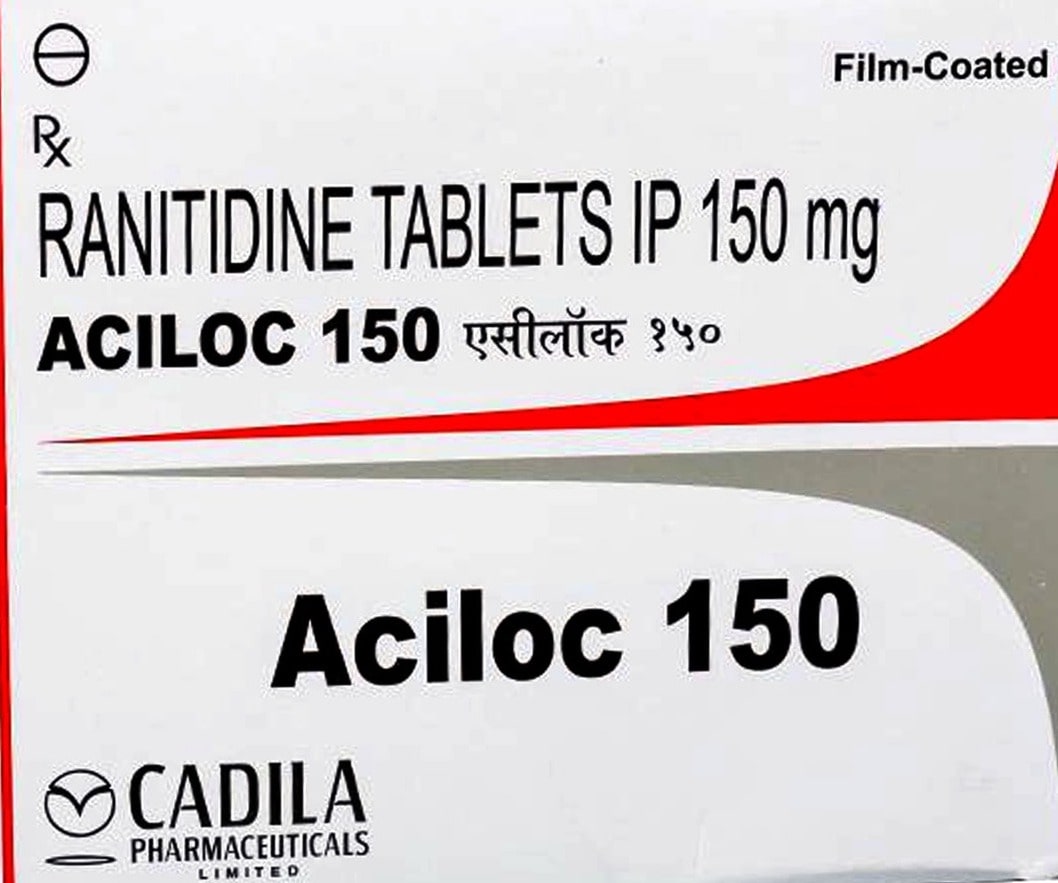 Film-Coated
Rx
RANITIDINE TABLETS IP 150 mg
ACILOC 150 एसीलॉक १५०
Aciloc 150
CADILA
PHARMACEUTICALS
LIMITED